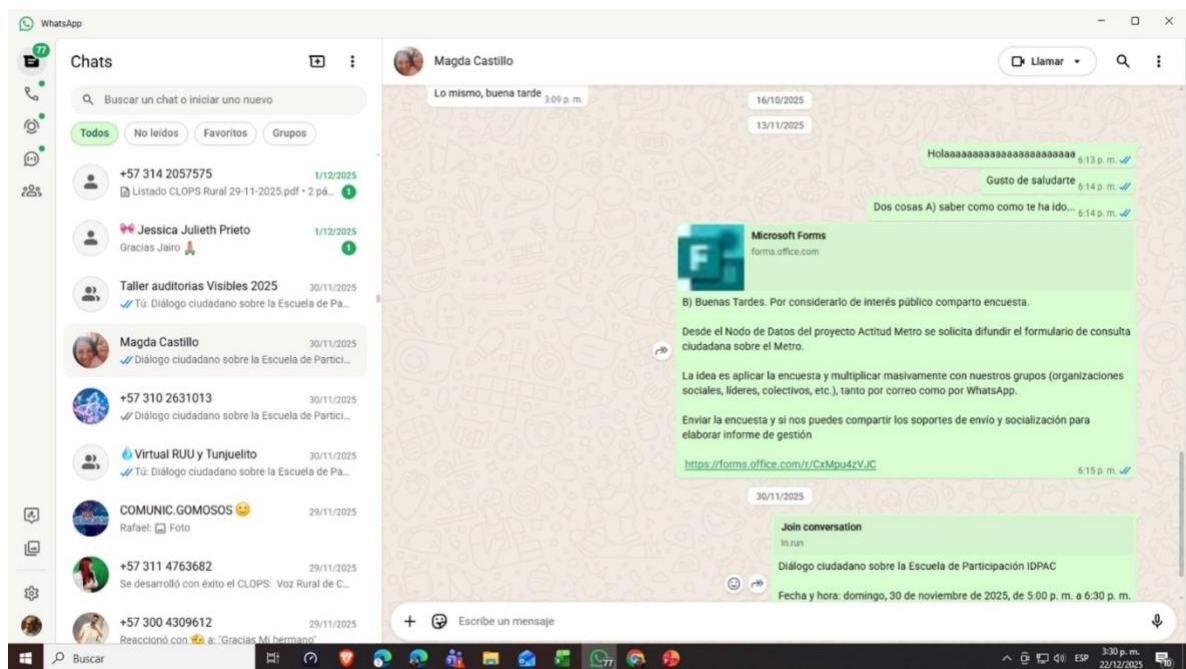 WhatsApp
77
Chats
Buscar un chat o iniciar uno nuevo
Todos
No leídos
Favoritos
Grupos
+57 314 2057575
1/12/2025
Listado CLOPS Rural 29-11-2025.pdf • 2 pá...
1
Jessica Julieth Prieto
1/12/2025
Gracias Jairo
1
Taller auditorias Visibles 2025
30/11/2025
Tú: Diálogo ciudadano sobre la Escuela de Pa...
Magda Castillo
30/11/2025
Diálogo ciudadano sobre la Escuela de Partici...
+57 310 2631013
30/11/2025
Diálogo ciudadano sobre la Escuela de Partici...
Virtual RUU y Tunjuelito
30/11/2025
Tú: Diálogo ciudadano sobre la Escuela de Pa...
COMUNIC.GOMOSOS
29/11/2025
Rafael: Foto
+57 311 4763682
29/11/2025
Se desarrolló con éxito el CLOPS: Voz Rural de C...
+57 300 4309612
29/11/2025
Reaccionó con a: "Gracias Mi hermano"
Magda Castillo
Llamar
Lo mismo, buena tarde
3:09 p. m.
16/10/2025
13/11/2025
Holaaaaaaaaaaaaaaaaaaaaaaaa
6:13 p. m.
Gusto de saludarte
6:14 p. m.
Dos cosas A) saber como como te ha ido...
6:14 p. m.
F
Microsoft Forms
forms.office.com
B) Buenas Tardes. Por considerarlo de interés público comparto encuesta.
Desde el Nodo de Datos del proyecto Actitud Metro se solicita difundir el formulario de consulta
ciudadana sobre el Metro.
La idea es aplicar la encuesta y multiplicar masivamente con nuestros grupos (organizaciones
sociales, líderes, colectivos, etc.), tanto por correo como por WhatsApp.
Enviar la encuesta y si nos puedes compartir los soportes de envío y socialización para
elaborar informe de gestión
https://forms.office.com/r/CxMpu4zVJC
6:15 p. m.
30/11/2025
Join conversation
ln.run
Diálogo ciudadano sobre la Escuela de Participación IDPAC
Fecha y hora: domingo, 30 de noviembre de 2025, de 5:00 p. m. a 6:30 p. m.
Escribe un mensaje
Buscar
77
ESP
3:30 p. m.
22/12/2025